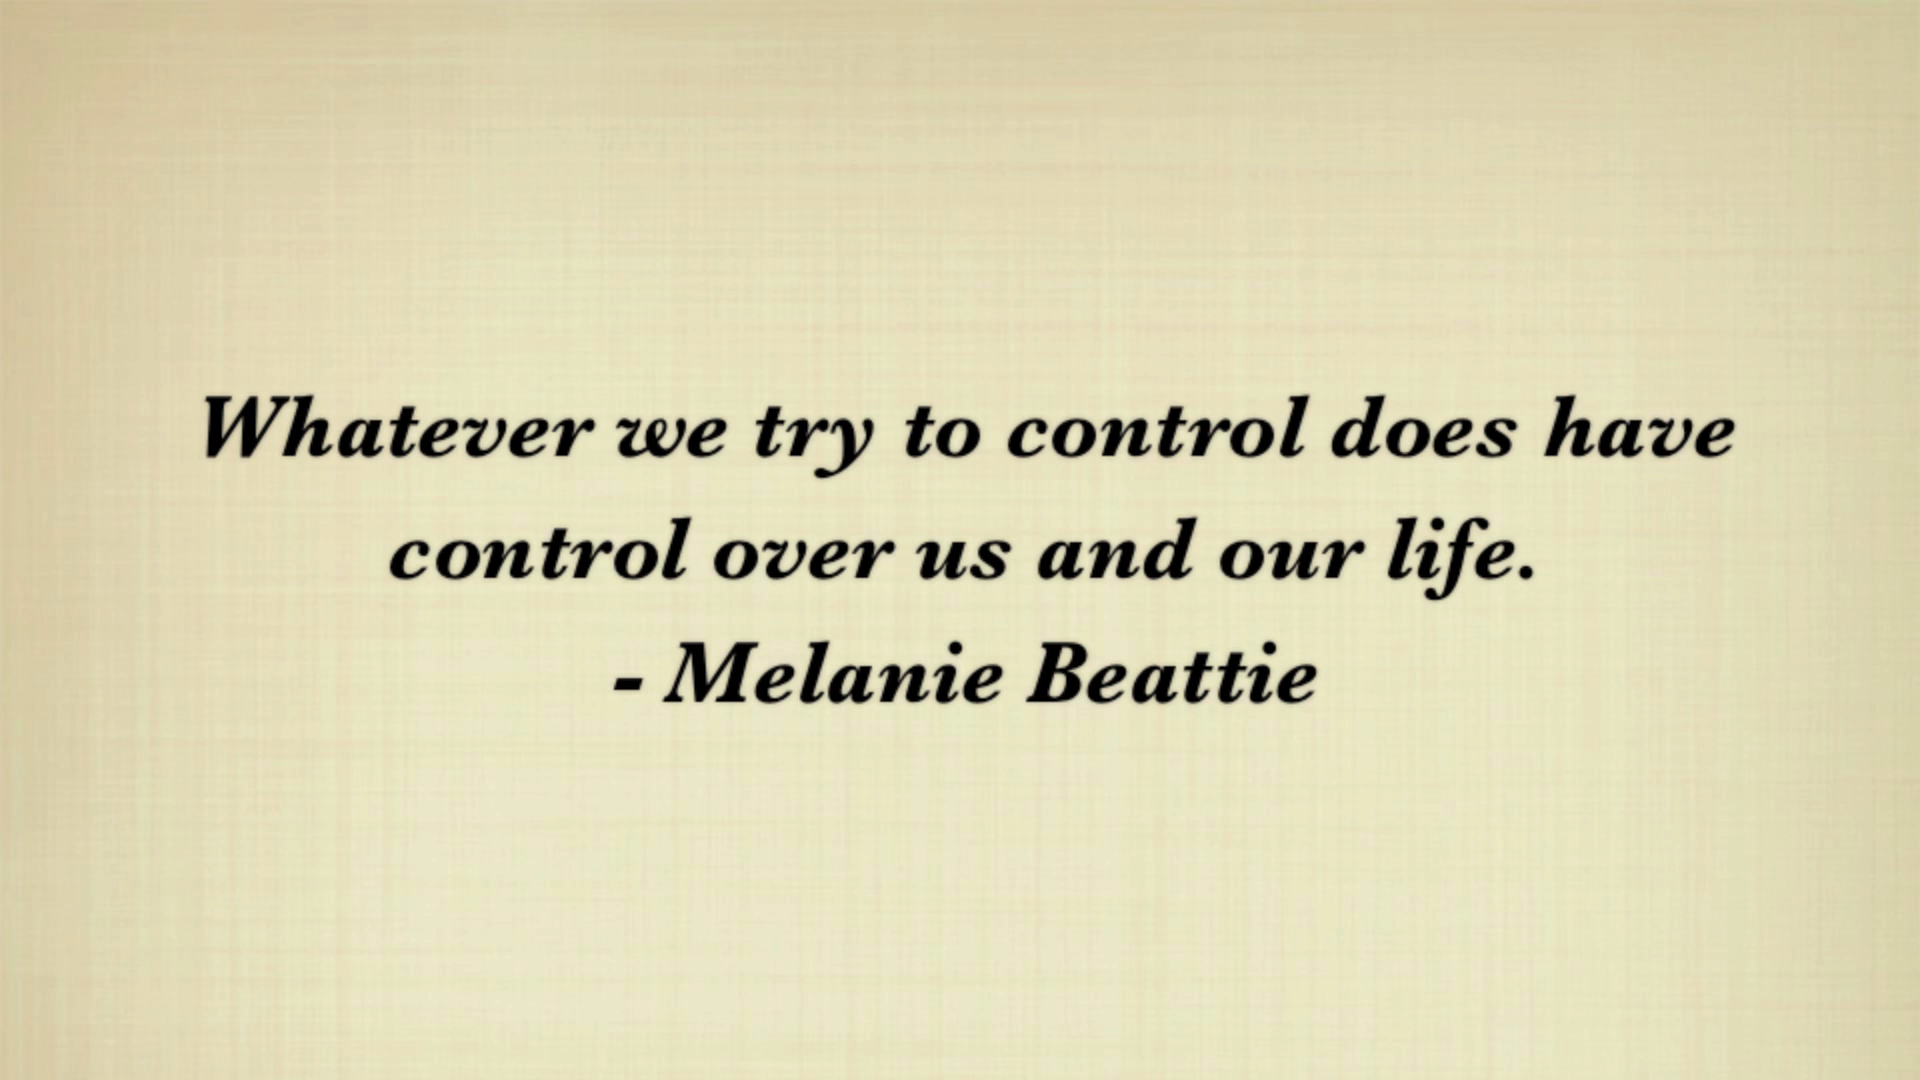 Whatever we try to control does have
control over us and our life.
- Melanie Beattie